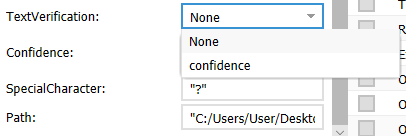 TextVerification: None
None
Confidence:
confidence
SpecialCharacter: "?"
Path: "C:/Users/User/Deskto